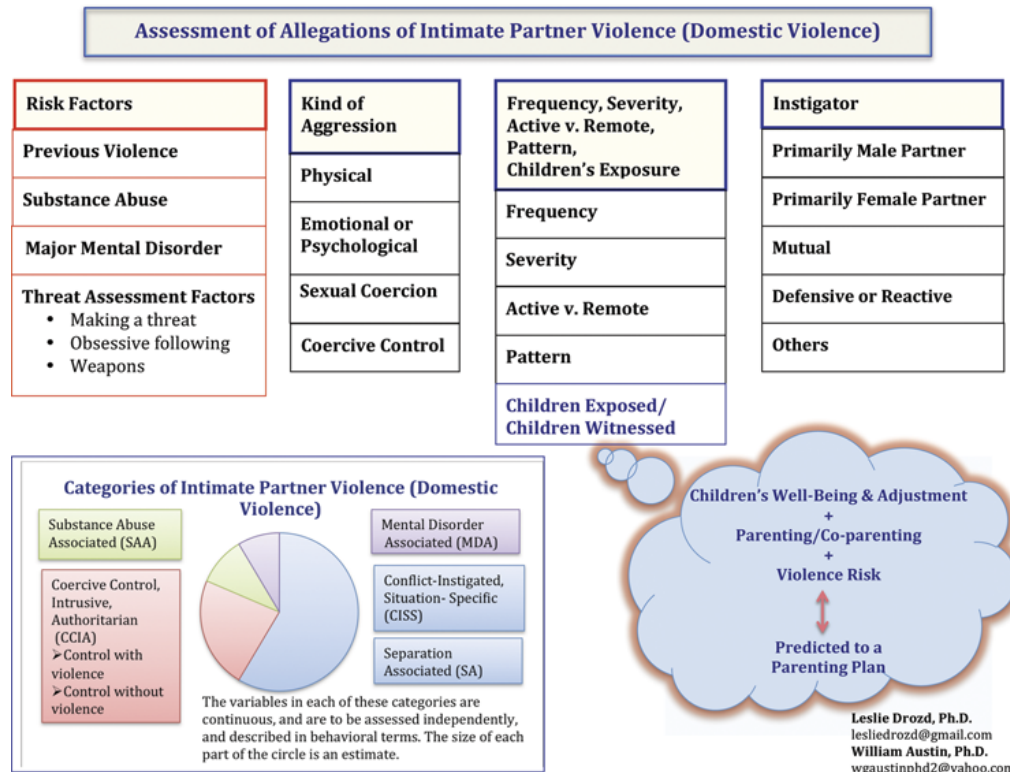 Assessment of Allegations of Intimate Partner Violence (Domestic Violence)
Risk Factors
Previous Violence
Substance Abuse
Major Mental Disorder
Threat Assessment Factors
• Making a threat
• Obsessive following
• Weapons
Kind of
Aggression
Physical
Emotional or
Psychological
Sexual Coercion
Coercive Control
Frequency, Severity,
Active v. Remote,
Pattern,
Children's Exposure
Frequency
Severity
Active v. Remote
Pattern
Children Exposed/
Children Witnessed
Instigator
Primarily Male Partner
Primarily Female Partner
Mutual
Defensive or Reactive
Others
Categories of Intimate Partner Violence (Domestic
Violence)
Substance Abuse
Associated (SAA)
Coercive Control,
Intrusive,
Authoritarian
(CCIA)
➢Control with
violence
➢Control without
violence
Mental Disorder
Associated (MDA)
Conflict-Instigated,
Situation- Specific
(CISS)
Separation
Associated (SA)
The variables in each of these categories are
continuous, and are to be assessed independently,
and described in behavioral terms. The size of each
part of the circle is an estimate.
Children's Well-Being & Adjustment
+
Parenting/Co-parenting
+
Violence Risk
Predicted to a
Parenting Plan
Leslie Drozd, Ph.D.
lesliedrozd@gmail.com
William Austin, Ph.D.
wgaustinphd2@yahoo.com